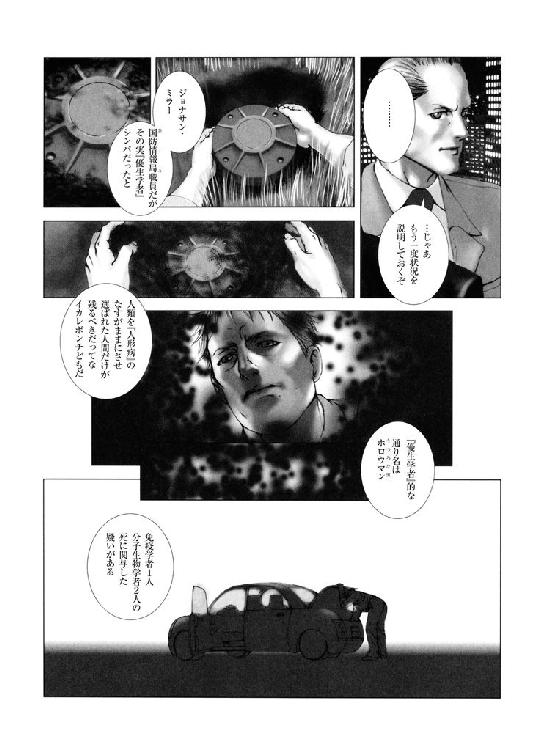 ………
…じゃあ
もう一度状況を
説明しておくぞ
ジョナサン・
ミラー
国防情報局職員だが
その実『優生学者』
シンパだったと
人類を『人形病』の
なすがままにさせ
選ばれた人間だけが
残るべきだってな
イカレポンチどもだ
『優生学者』的な
通り名は
ホロウマン
免疫学者1人
分子生物学者2人の
死に関与した
疑いがある